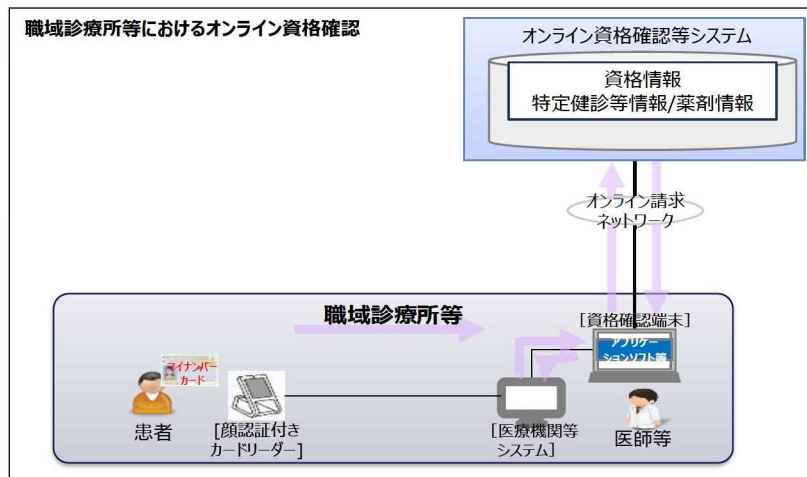 職域診療所等におけるオンライン資格確認
オンライン資格確認等システム
資格情報
特定健診等情報/薬剤情報
オンライン請求
ネットワーク
職域診療所等
[資格確認端末]
アプリケー
ションソフト等
マイナンバー
カード
患者
[顔認証付き
カードリーダー]
[医療機関等
システム]
医師等